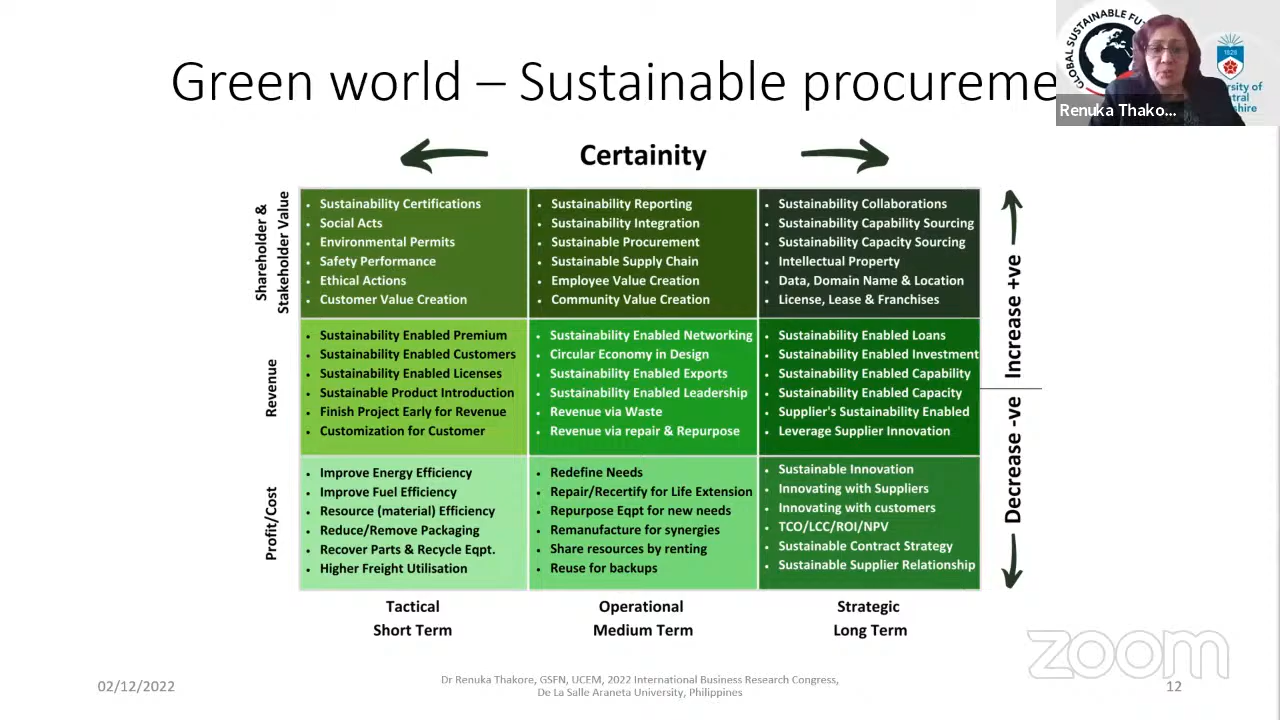 Green world – Sustainable procureme
GLOBAL SUSTAINABLE FU
1828
Renuka Thako...
Certainity
Shareholder &
Stakeholder Value
• Sustainability Certifications
• Social Acts
• Environmental Permits
• Safety Performance
• Ethical Actions
• Customer Value Creation
• Sustainability Reporting
• Sustainability Integration
• Sustainable Procurement
• Sustainable Supply Chain
• Employee Value Creation
• Community Value Creation
• Sustainability Collaborations
• Sustainability Capability Sourcing
• Sustainability Capacity Sourcing
• Intellectual Property
• Data, Domain Name & Location
• License, Lease & Franchises
Revenue
• Sustainability Enabled Premium
• Sustainability Enabled Customers
• Sustainability Enabled Licenses
• Sustainable Product Introduction
• Finish Project Early for Revenue
• Customization for Customer
• Sustainability Enabled Networking
• Circular Economy in Design
• Sustainability Enabled Exports
• Sustainability Enabled Leadership
• Revenue via Waste
• Revenue via repair & Repurpose
• Sustainability Enabled Loans
• Sustainability Enabled Investment
• Sustainability Enabled Capability
• Sustainability Enabled Capacity
• Supplier's Sustainability Enabled
• Leverage Supplier Innovation
Profit/Cost
• Improve Energy Efficiency
• Improve Fuel Efficiency
• Resource (material) Efficiency
• Reduce/Remove Packaging
• Recover Parts & Recycle Eqpt.
• Higher Freight Utilisation
• Redefine Needs
• Repair/Recertify for Life Extension
• Repurpose Eqpt for new needs
• Remanufacture for synergies
• Share resources by renting
• Reuse for backups
• Sustainable Innovation
• Innovating with Suppliers
• Innovating with customers
• TCO/LCC/ROI/NPV
• Sustainable Contract Strategy
• Sustainable Supplier Relationship
Increase +ve
Decrease -ve
Tactical
Short Term
Operational
Medium Term
Strategic
Long Term
zoom
02/12/2022
Dr Renuka Thakore, GSFN, UCEM, 2022 International Business Research Congress,
De La Salle Araneta University, Philippines
12